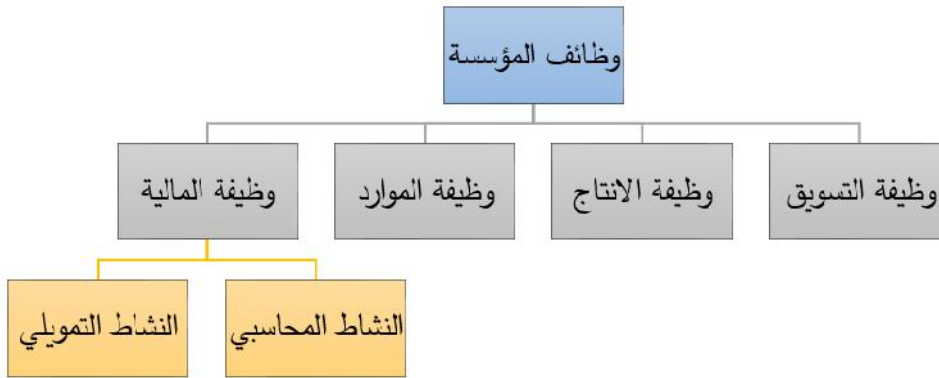 وظائف المؤسسة
وظيفة التسويق
وظيفة الانتاج
وظيفة الموارد
وظيفة المالية
النشاط المحاسبي
النشاط التمويلي